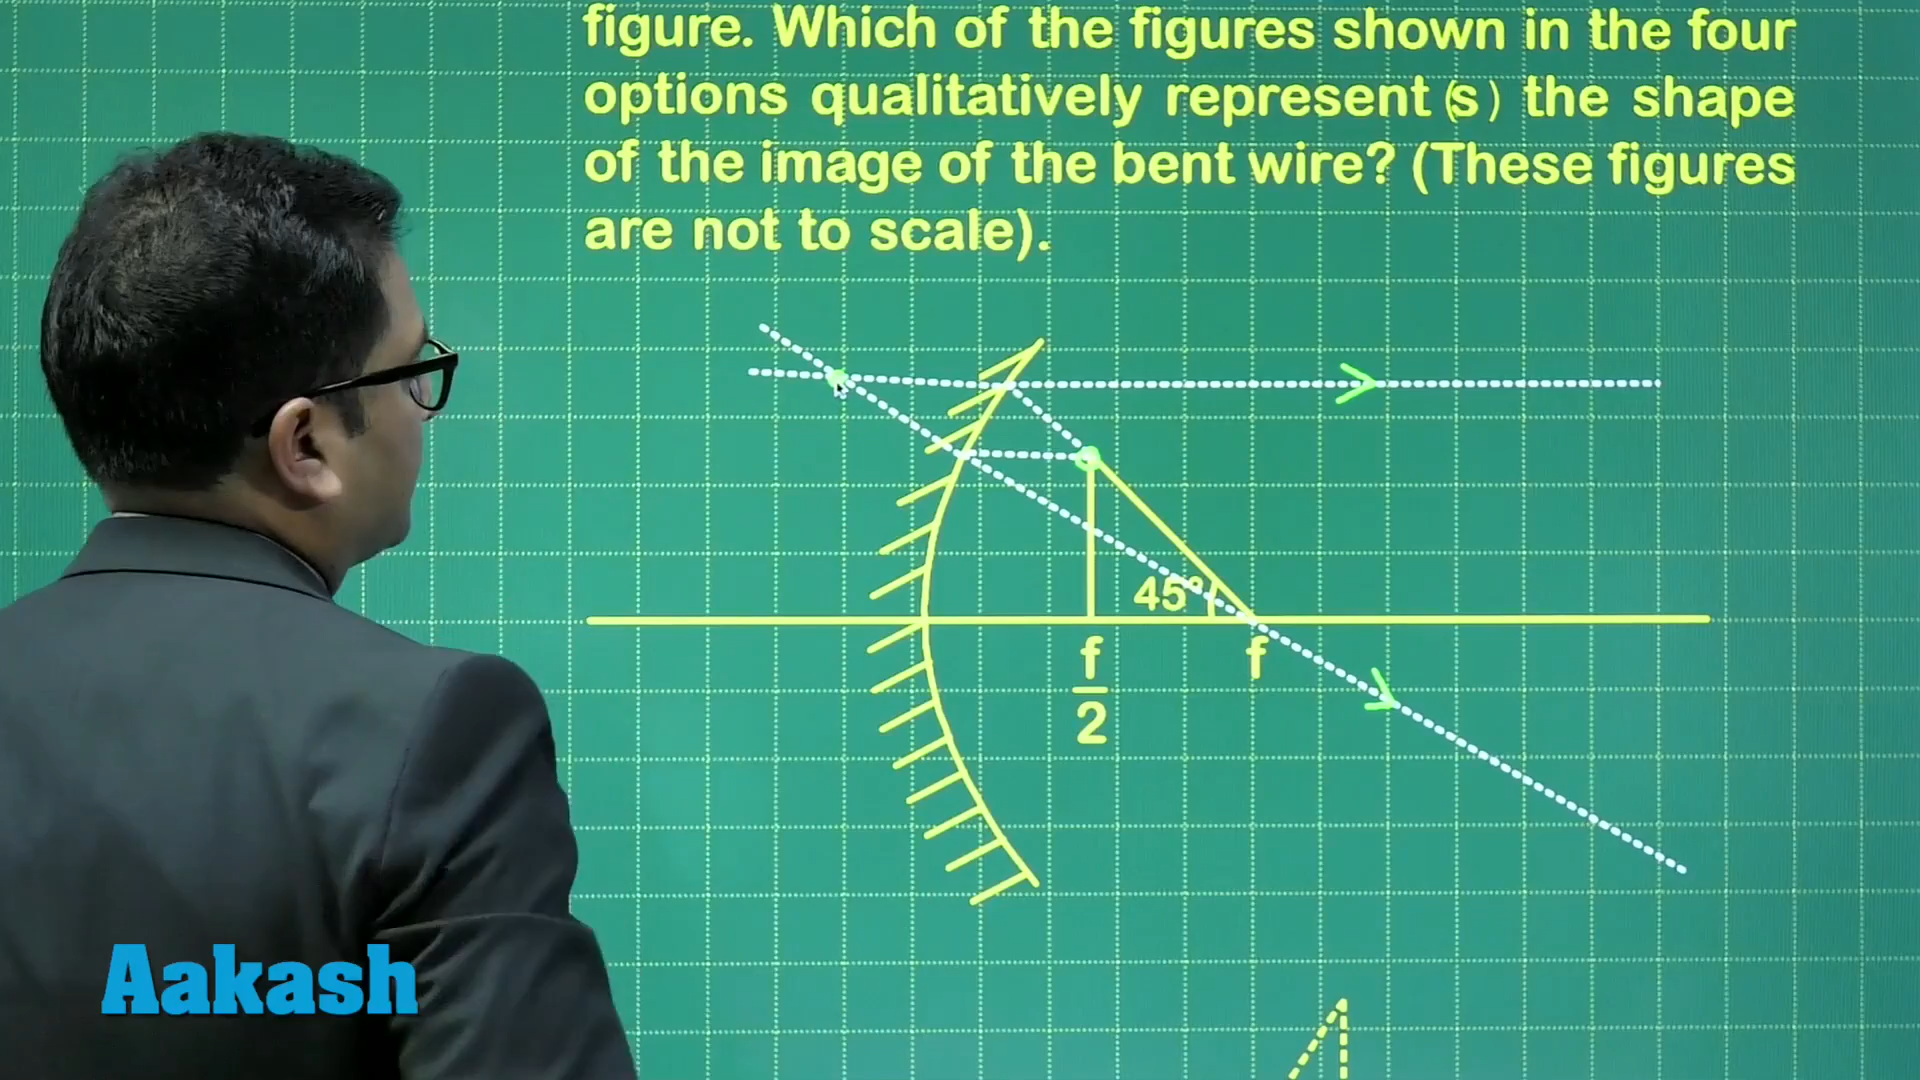 figure. Which of the figures shown in the four
options qualitatively represent(s) the shape
of the image of the bent wire? (These figures
are not to scale).
45°
f
2
f
Aakash